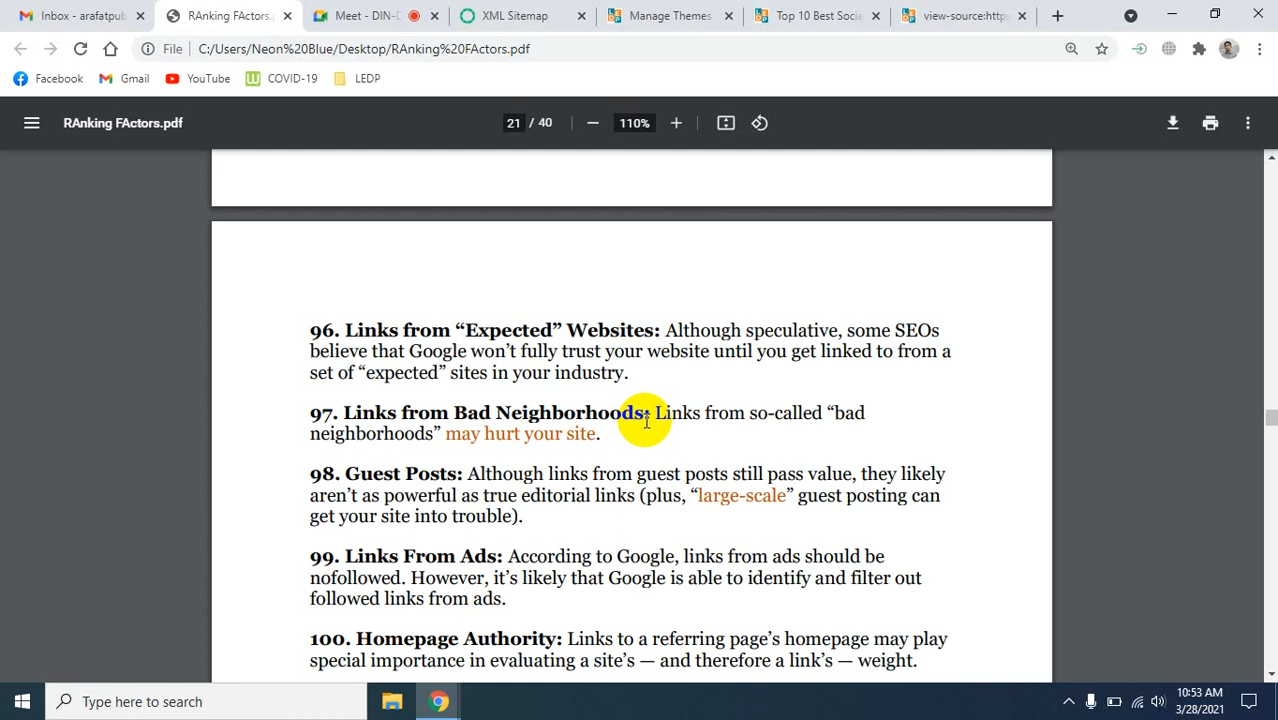 Inbox - arafatpub
RAnking FActors.
Meet - DIN-D
XML Sitemap
Manage Themes
Top 10 Best Socia
view-source:https
File
C:/Users/Neon%20Blue/Desktop/RAnking%20FActors.pdf
Facebook
Gmail
YouTube
COVID-19
LEDP
RAnking FActors.pdf
21 / 40
110%
96. Links from “Expected” Websites: Although speculative, some SEOs
believe that Google won’t fully trust your website until you get linked to from a
set of “expected” sites in your industry.
97. Links from Bad Neighborhoods: Links from so-called “bad
neighborhoods” may hurt your site.
98. Guest Posts: Although links from guest posts still pass value, they likely
aren’t as powerful as true editorial links (plus, “large-scale” guest posting can
get your site into trouble).
99. Links From Ads: According to Google, links from ads should be
nofollowed. However, it’s likely that Google is able to identify and filter out
followed links from ads.
100. Homepage Authority: Links to a referring page’s homepage may play
special importance in evaluating a site’s — and therefore a link’s — weight.
Type here to search
10:53 AM
3/28/2021